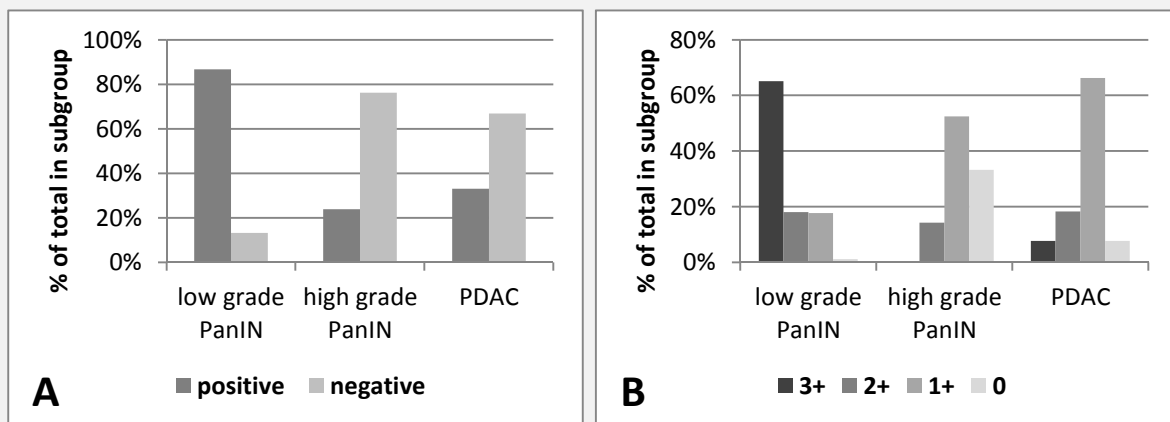 % of total in subgroup
100%
80%
60%
40%
20%
0%
low grade
PanIN
high grade
PanIN
PDAC
A
positive negative
% of total in subgroup
80%
60%
40%
20%
0%
low grade
PanIN
high grade
PanIN
PDAC
B
3+ 2+ 1+ 0